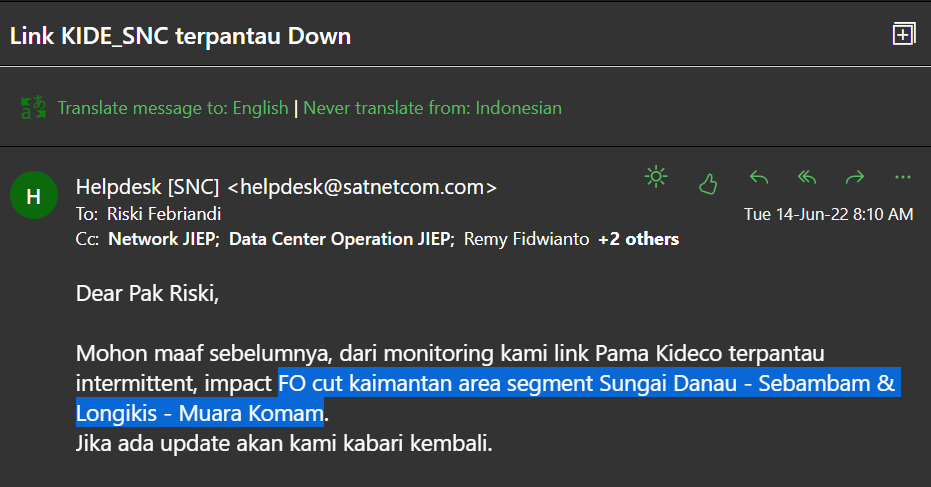 Link KIDE_SNC terpantau Down
Translate message to: English | Never translate from: Indonesian
H
Helpdesk [SNC] <helpdesk@satnetcom.com>
To: Riski Febriandi
Tue 14-Jun-22 8:10 AM
Cc: Network JIEP; Data Center Operation JIEP; Remy Fidwianto +2 others
Dear Pak Riski,
Mohon maaf sebelumnya, dari monitoring kami link Pama Kideco terpantau
intermittent, impact FO cut kaimantan area segment Sungai Danau - Sebambam &
Longikis - Muara Komam.
Jika ada update akan kami kabari kembali.